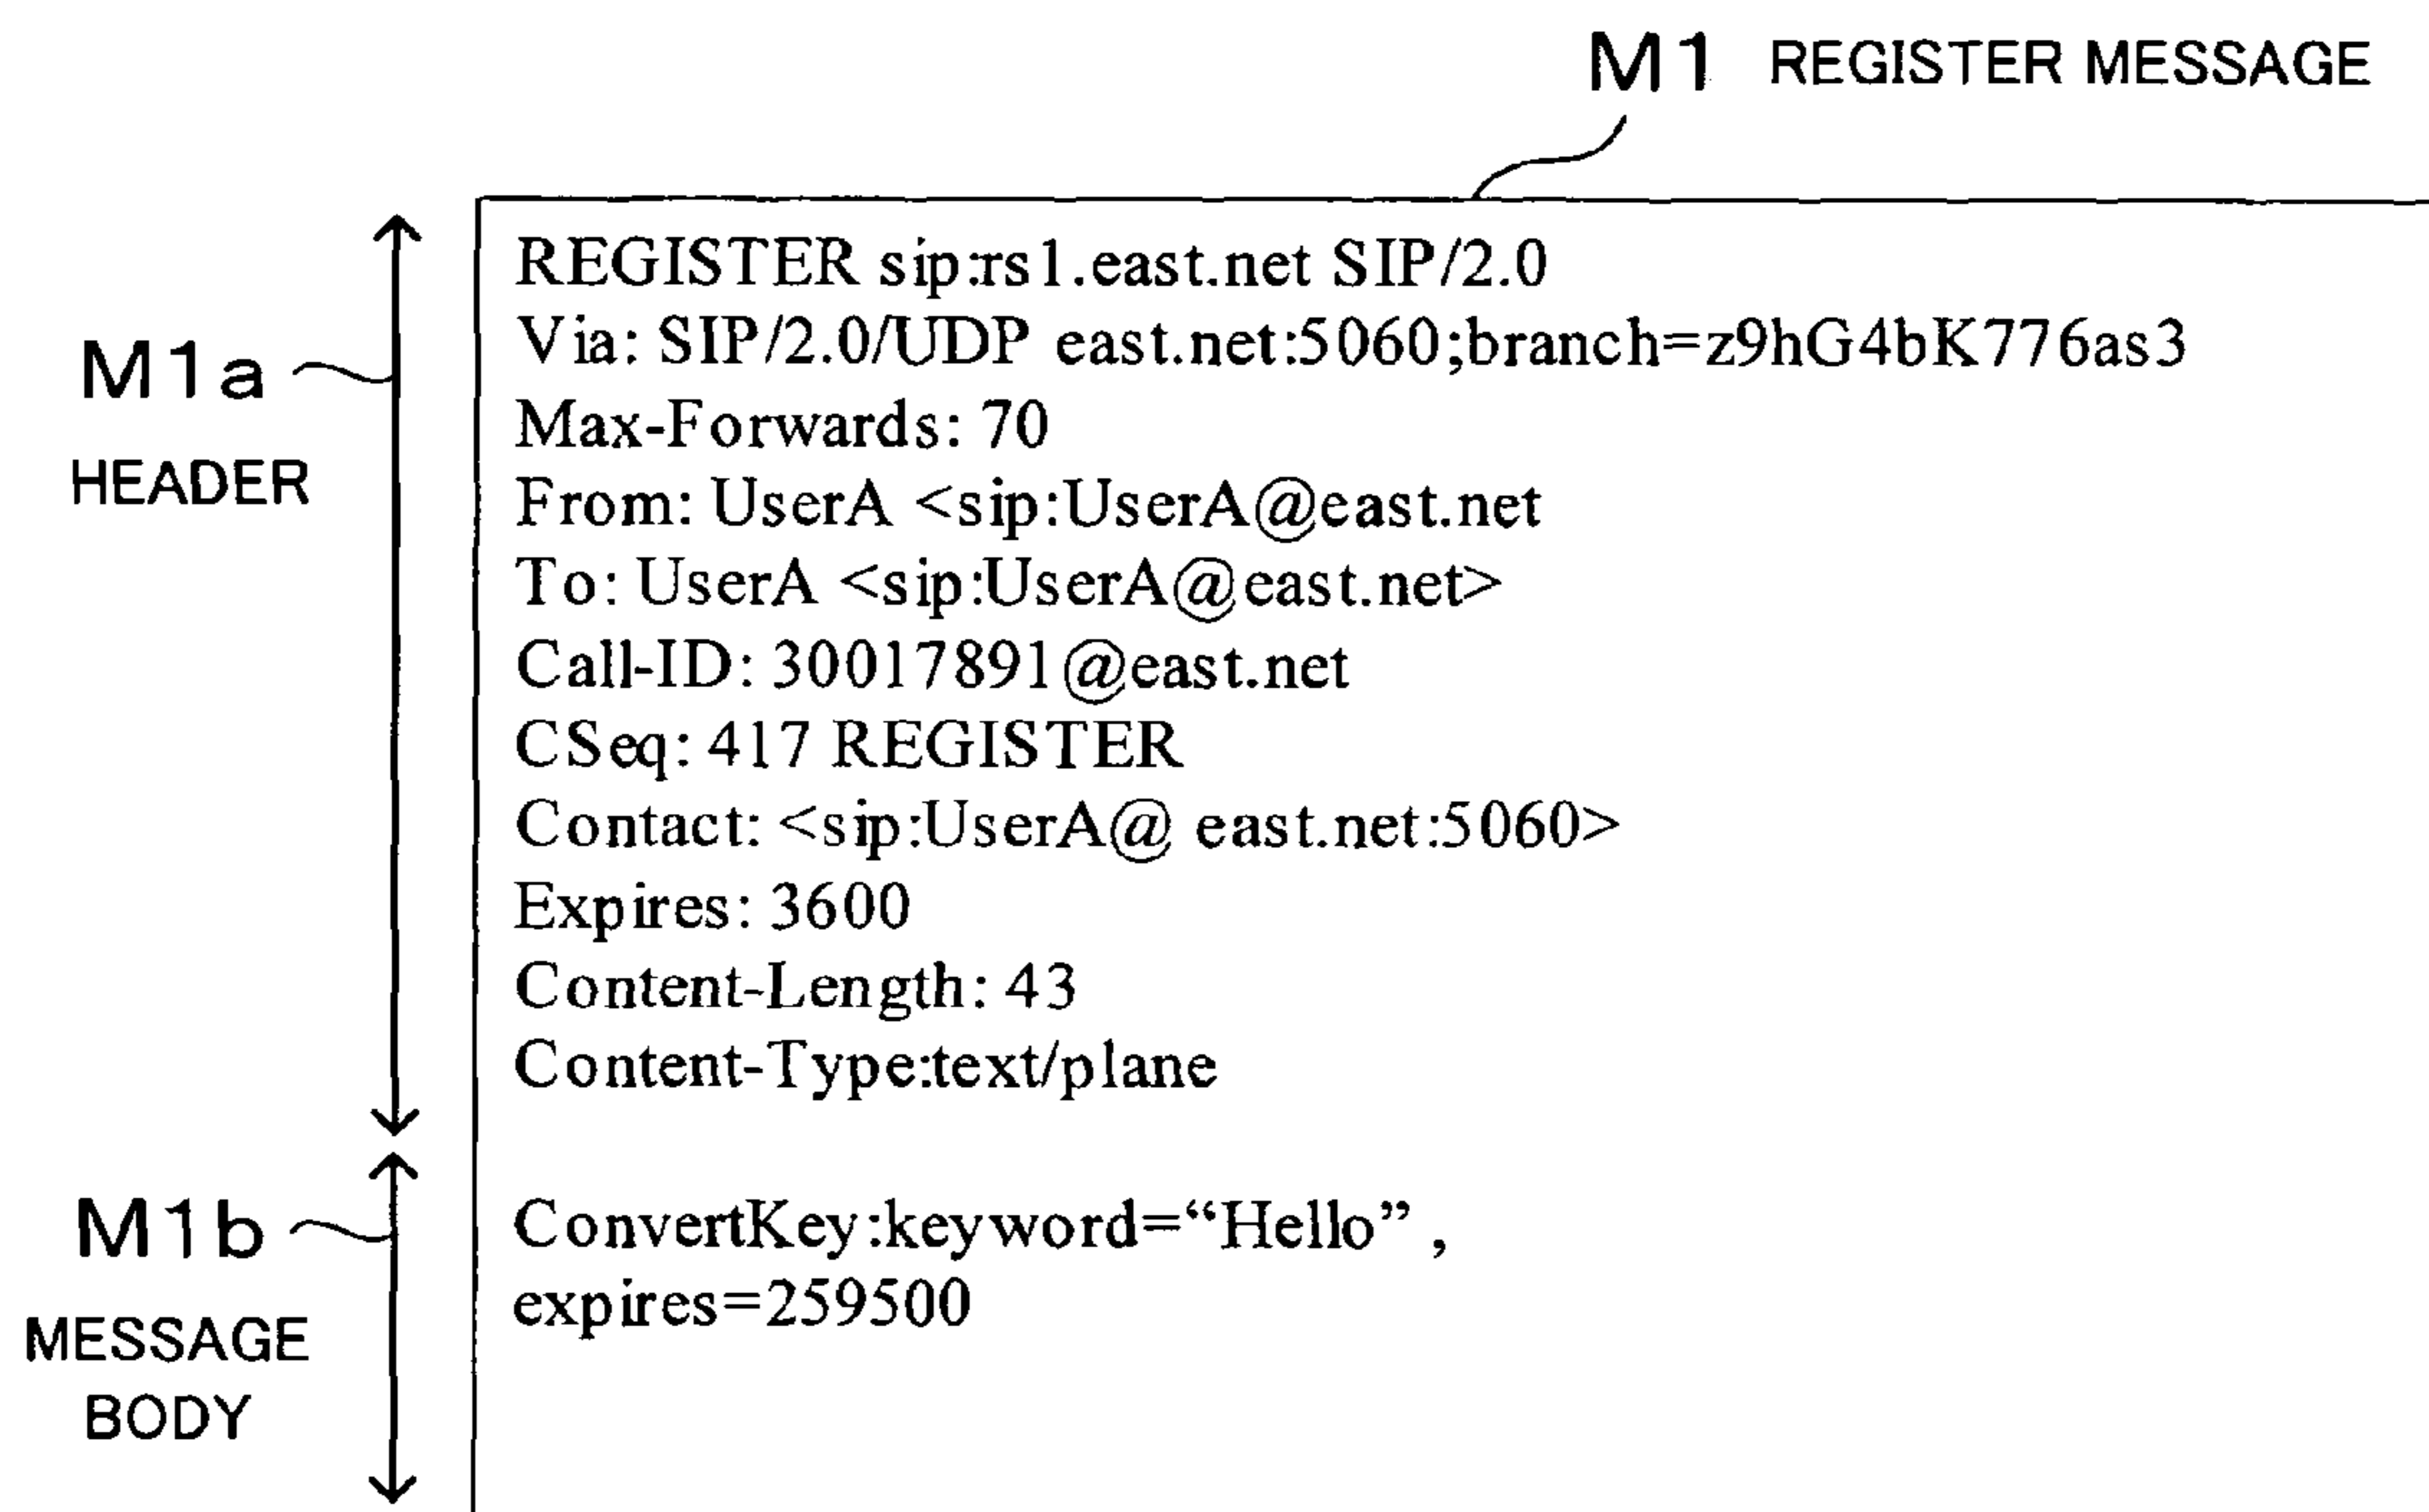 M1 REGISTER MESSAGE
REGISTER sip:rs1.east.net SIP/2.0
Via: SIP/2.0/UDP east.net:5060;branch=z9hG4bK776as3
Max-Forwards: 70
From: UserA <sip:UserA@east.net
To: UserA <sip:UserA@east.net>
Call-ID: 30017891@east.net
CSeq: 417 REGISTER
Contact: <sip:UserA@ east.net:5060>
Expires: 3600
Content-Length: 43
Content-Type:text/plane
M1a
HEADER
ConvertKey:keyword=“Hello” ,
expires=259500
M1b
MESSAGE
BODY